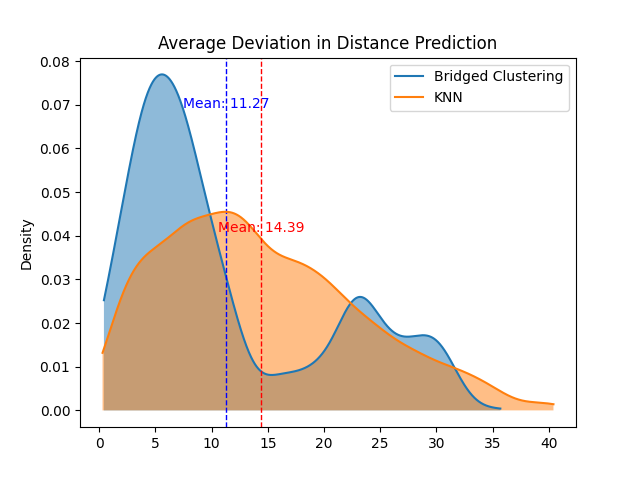 Average Deviation in Distance Prediction
Bridged Clustering
KNN
Mean: 11.27
Mean: 14.39
Density
0.08
0.07
0.06
0.05
0.04
0.03
0.02
0.01
0.00
0 5 10 15 20 25 30 35 40